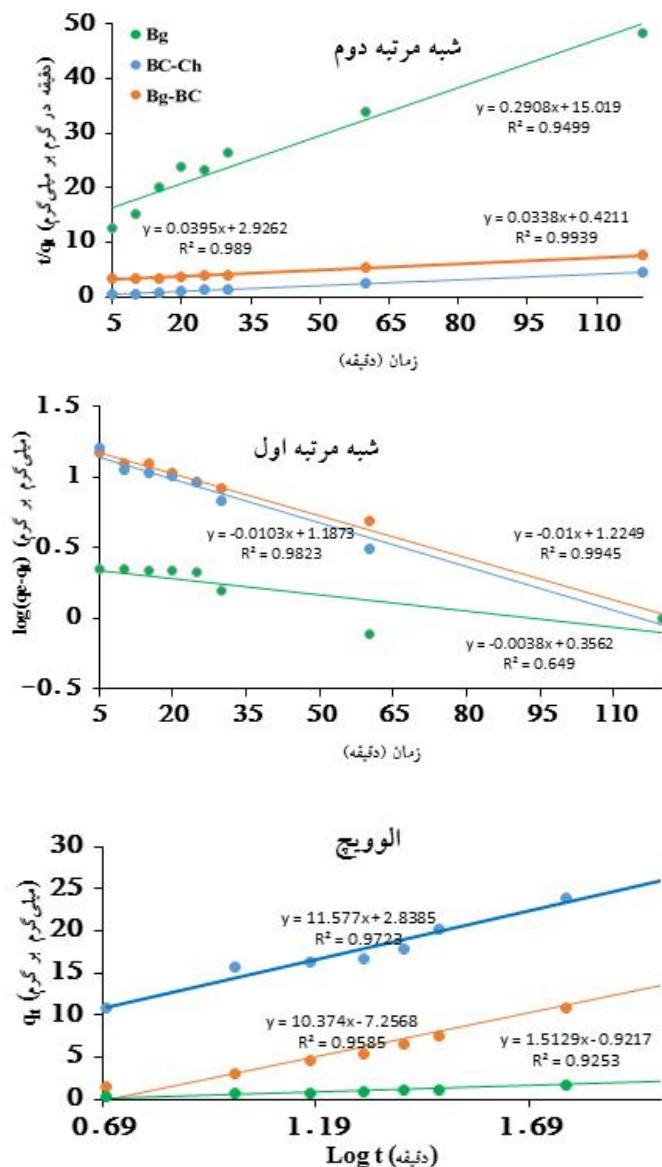 شبه مرتبه دوم
Bg
BC-Ch
Bg-BC
t/qt (دقیقه در گرم بر میلی‌گرم)
50
40
30
20
10
0
y = 0.2908x + 15.019
R² = 0.9499
y = 0.0395x + 2.9262
R² = 0.989
y = 0.0338x + 0.4211
R² = 0.9939
5 20 35 50 65 80 95 110
زمان (دقیقه)
شبه مرتبه اول
log(qe-qt) (میلی‌گرم بر گرم)
1.5
1
0.5
0
-0.5
y = -0.0103x + 1.1873
R² = 0.9823
y = -0.01x + 1.2249
R² = 0.9945
y = -0.0038x + 0.3562
R² = 0.649
5 20 35 50 65 80 95 110
زمان (دقیقه)
الوویچ
qt (میلی‌گرم بر گرم)
30
25
20
15
10
5
0
y = 11.577x + 2.8385
R² = 0.9723
y = 10.374x - 7.2568
R² = 0.9585
y = 1.5129x - 0.9217
R² = 0.9253
0.69 1.19 1.69
Log t (دقیقه)